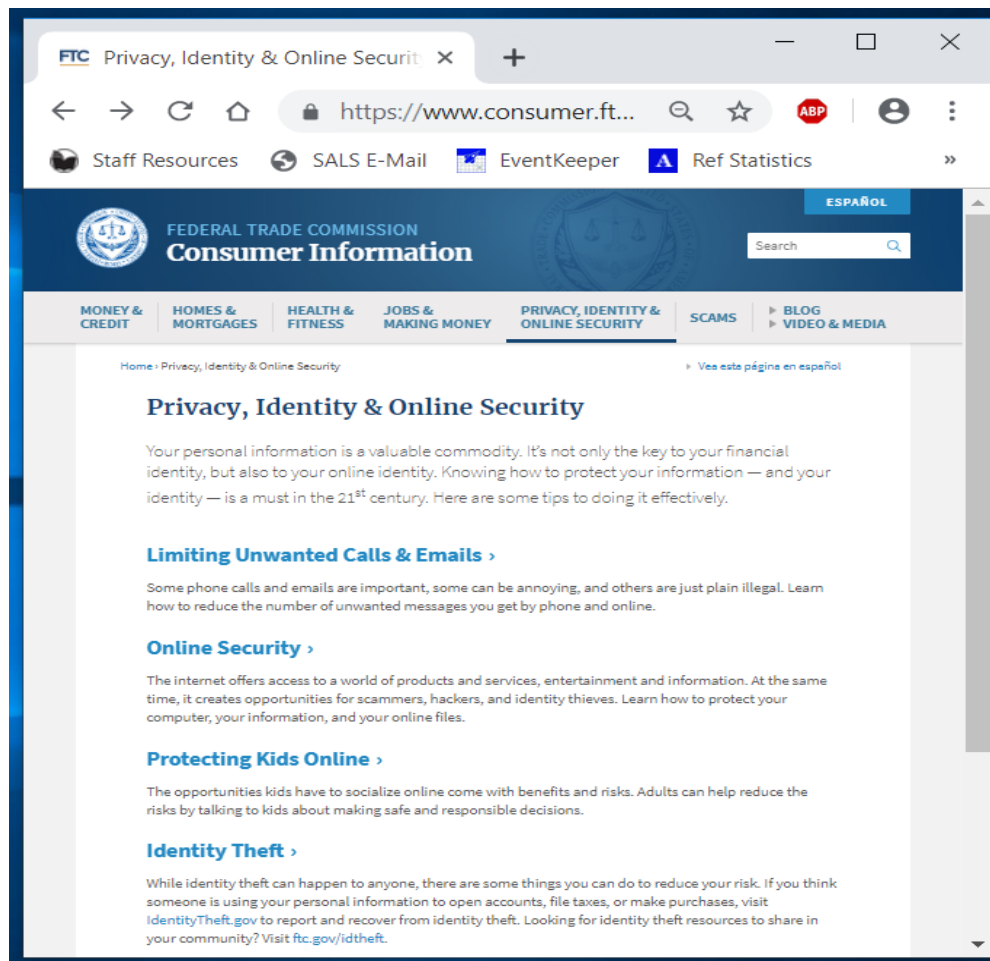 FTC Privacy, Identity & Online Securit
https://www.consumer.ft...
ABP
Staff Resources SALS E-Mail EventKeeper A Ref Statistics »
ESPAÑOL
FEDERAL TRADE COMMISSION
Consumer Information
Search
MONEY & CREDIT
HOMES & MORTGAGES
HEALTH & FITNESS
JOBS & MAKING MONEY
PRIVACY, IDENTITY & ONLINE SECURITY
SCAMS
BLOG
VIDEO & MEDIA
Home › Privacy, Identity & Online Security
Vea esta página en español
Privacy, Identity & Online Security
Your personal information is a valuable commodity. It’s not only the key to your financial
identity, but also to your online identity. Knowing how to protect your information — and your
identity — is a must in the 21st century. Here are some tips to doing it effectively.
Limiting Unwanted Calls & Emails ›
Some phone calls and emails are important, some can be annoying, and others are just plain illegal. Learn
how to reduce the number of unwanted messages you get by phone and online.
Online Security ›
The internet offers access to a world of products and services, entertainment and information. At the same
time, it creates opportunities for scammers, hackers, and identity thieves. Learn how to protect your
computer, your information, and your online files.
Protecting Kids Online ›
The opportunities kids have to socialize online come with benefits and risks. Adults can help reduce the
risks by talking to kids about making safe and responsible decisions.
Identity Theft ›
While identity theft can happen to anyone, there are some things you can do to reduce your risk. If you think
someone is using your personal information to open accounts, file taxes, or make purchases, visit
IdentityTheft.gov to report and recover from identity theft. Looking for identity theft resources to share in
your community? Visit ftc.gov/idtheft.